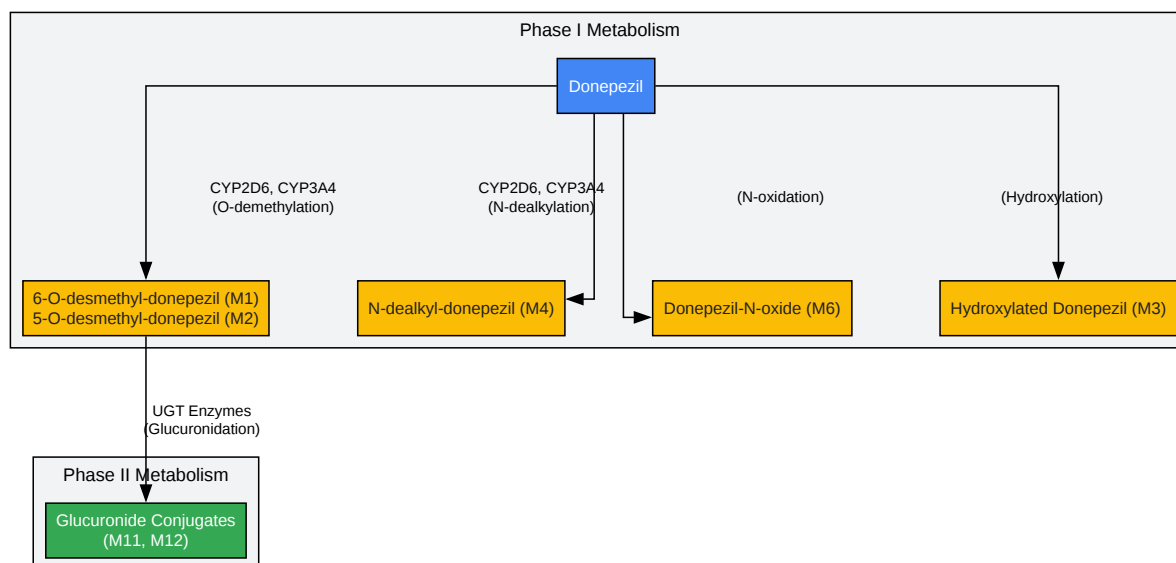 Phase I Metabolism
Donepezil
CYP2D6, CYP3A4
(O-demethylation)
CYP2D6, CYP3A4
(N-dealkylation)
(N-oxidation)
(Hydroxylation)
6-O-desmethyl-donepezil (M1)
5-O-desmethyl-donepezil (M2)
N-dealkyl-donepezil (M4)
Donepezil-N-oxide (M6)
Hydroxylated Donepezil (M3)
UGT Enzymes
(Glucuronidation)
Phase II Metabolism
Glucuronide Conjugates
(M11, M12)